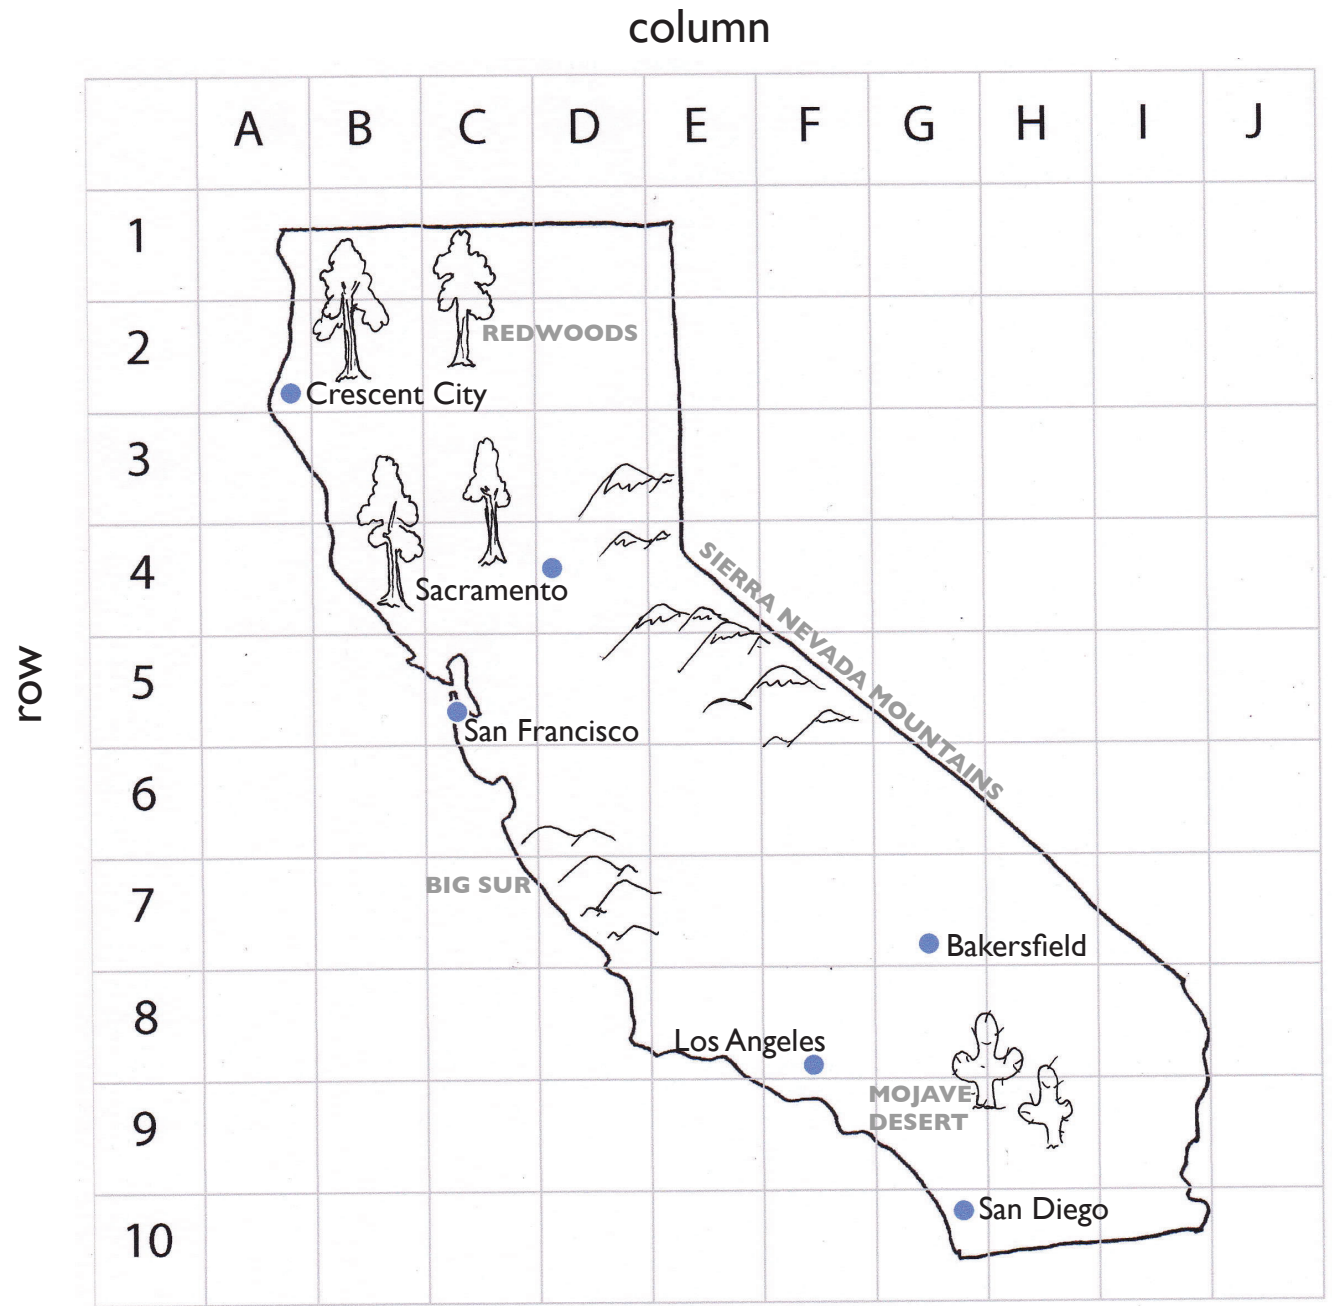 column
A B C D E F G H I J
row
1
2
REDWOODS
Crescent City
3
4
Sacramento
SIERRA NEVADA MOUNTAINS
5
San Francisco
6
7
BIG SUR
Bakersfield
8
Los Angeles
9
MOJAVE
DESERT
10
San Diego